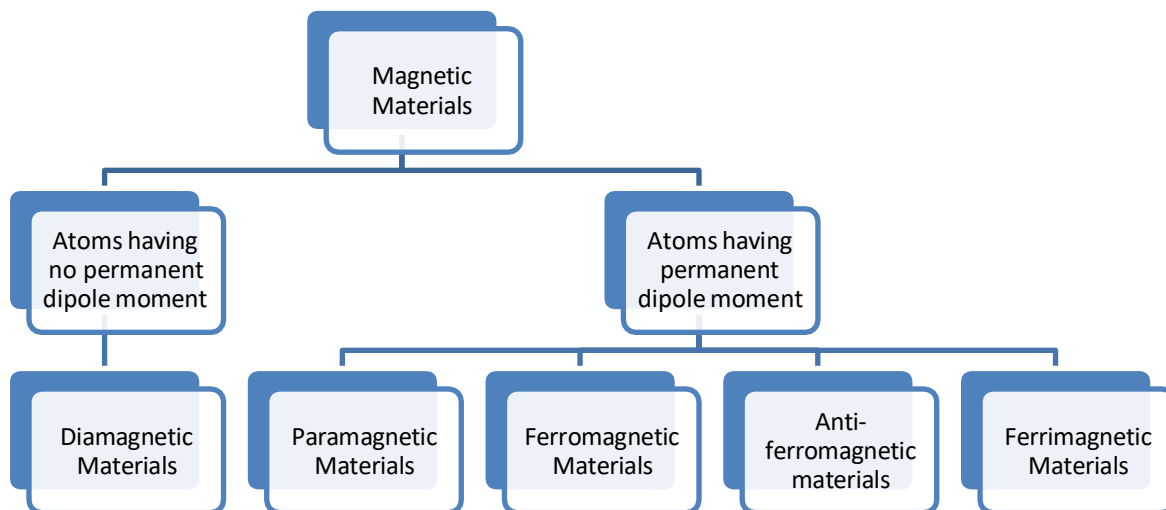 Magnetic
Materials
Atoms having
no permanent
dipole moment
Atoms having
permanent
dipole moment
Diamagnetic
Materials
Paramagnetic
Materials
Ferromagnetic
Materials
Anti-
ferromagnetic
materials
Ferrimagnetic
Materials